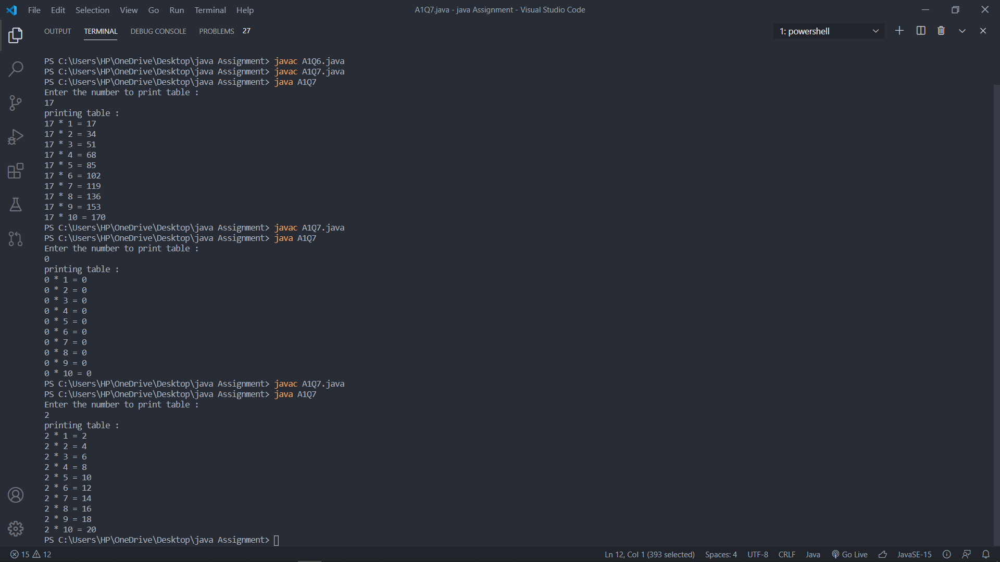 File Edit Selection View Go Run Terminal Help
A1Q7.java - java Assignment - Visual Studio Code
OUTPUT TERMINAL DEBUG CONSOLE PROBLEMS 27
1: powershell
PS C:\Users\HP\OneDrive\Desktop\java Assignment> javac A1Q6.java
PS C:\Users\HP\OneDrive\Desktop\java Assignment> javac A1Q7.java
PS C:\Users\HP\OneDrive\Desktop\java Assignment> java A1Q7
Enter the number to print table :
17
printing table :
17 * 1 = 17
17 * 2 = 34
17 * 3 = 51
17 * 4 = 68
17 * 5 = 85
17 * 6 = 102
17 * 7 = 119
17 * 8 = 136
17 * 9 = 153
17 * 10 = 170
PS C:\Users\HP\OneDrive\Desktop\java Assignment> javac A1Q7.java
PS C:\Users\HP\OneDrive\Desktop\java Assignment> java A1Q7
Enter the number to print table :
0
printing table :
0 * 1 = 0
0 * 2 = 0
0 * 3 = 0
0 * 4 = 0
0 * 5 = 0
0 * 6 = 0
0 * 7 = 0
0 * 8 = 0
0 * 9 = 0
0 * 10 = 0
PS C:\Users\HP\OneDrive\Desktop\java Assignment> javac A1Q7.java
PS C:\Users\HP\OneDrive\Desktop\java Assignment> java A1Q7
Enter the number to print table :
2
printing table :
2 * 1 = 2
2 * 2 = 4
2 * 3 = 6
2 * 4 = 8
2 * 5 = 10
2 * 6 = 12
2 * 7 = 14
2 * 8 = 16
2 * 9 = 18
2 * 10 = 20
PS C:\Users\HP\OneDrive\Desktop\java Assignment>
15 12
Ln 12, Col 1 (393 selected) Spaces: 4 UTF-8 CRLF Java Go Live JavaSE-15